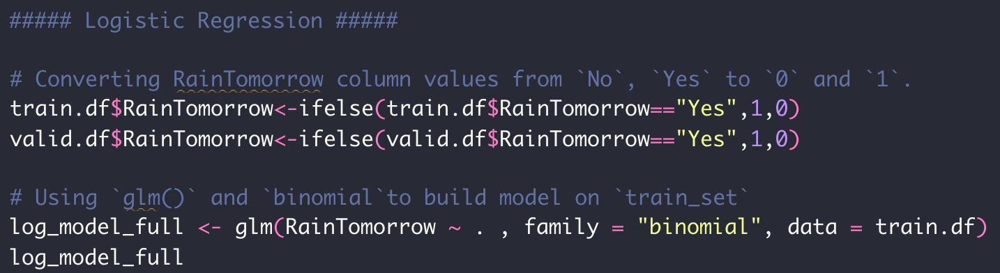 ##### Logistic Regression #####
# Converting RainTomorrow column values from `No`, `Yes` to `0` and `1`.
train.df$RainTomorrow<-ifelse(train.df$RainTomorrow=="Yes",1,0)
valid.df$RainTomorrow<-ifelse(valid.df$RainTomorrow=="Yes",1,0)
# Using `glm()` and `binomial`to build model on `train_set`
log_model_full <- glm(RainTomorrow ~ . , family = "binomial", data = train.df)
log_model_full